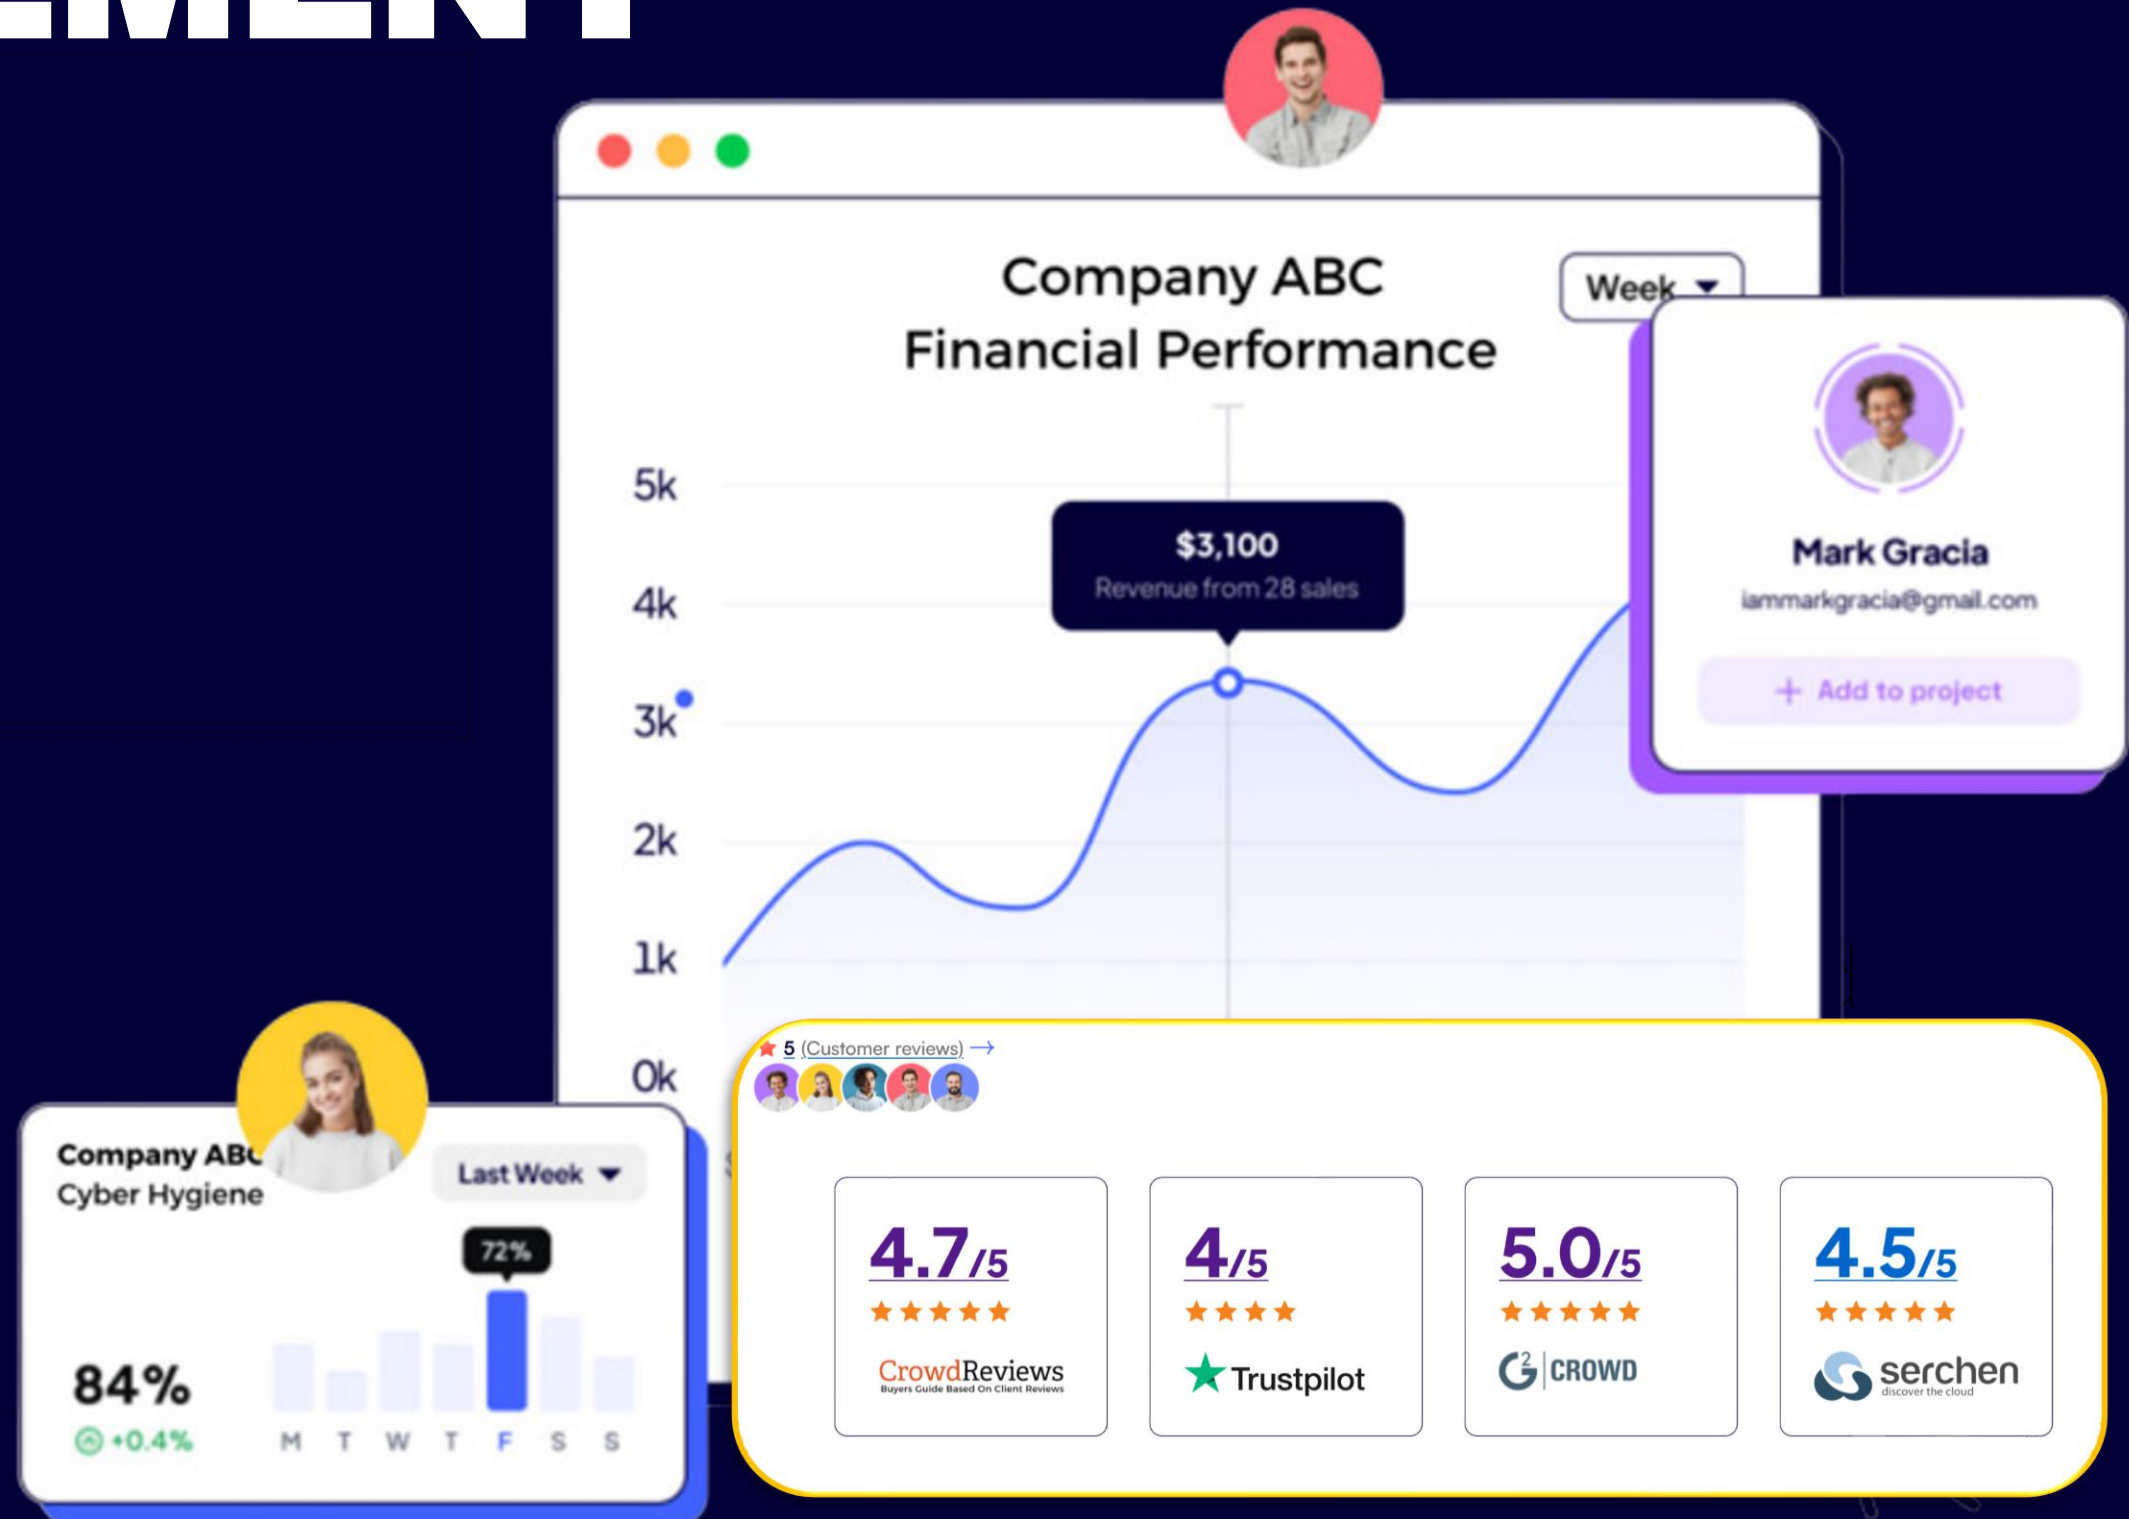 EMENT
Company ABC
Financial Performance
Week
5k
4k
3k
2k
1k
0k
$3,100
Revenue from 28 sales
Mark Gracia
iammarkgracia@gmail.com
+ Add to project
Company ABC
Cyber Hygiene
Last Week
72%
84%
+0.4%
M T W T F S S
5 (Customer reviews) →
4.7/5
CrowdReviews
Buyers Guide Based On Client Reviews
4/5
Trustpilot
5.0/5
G2 | CROWD
4.5/5
serchen
discover the cloud